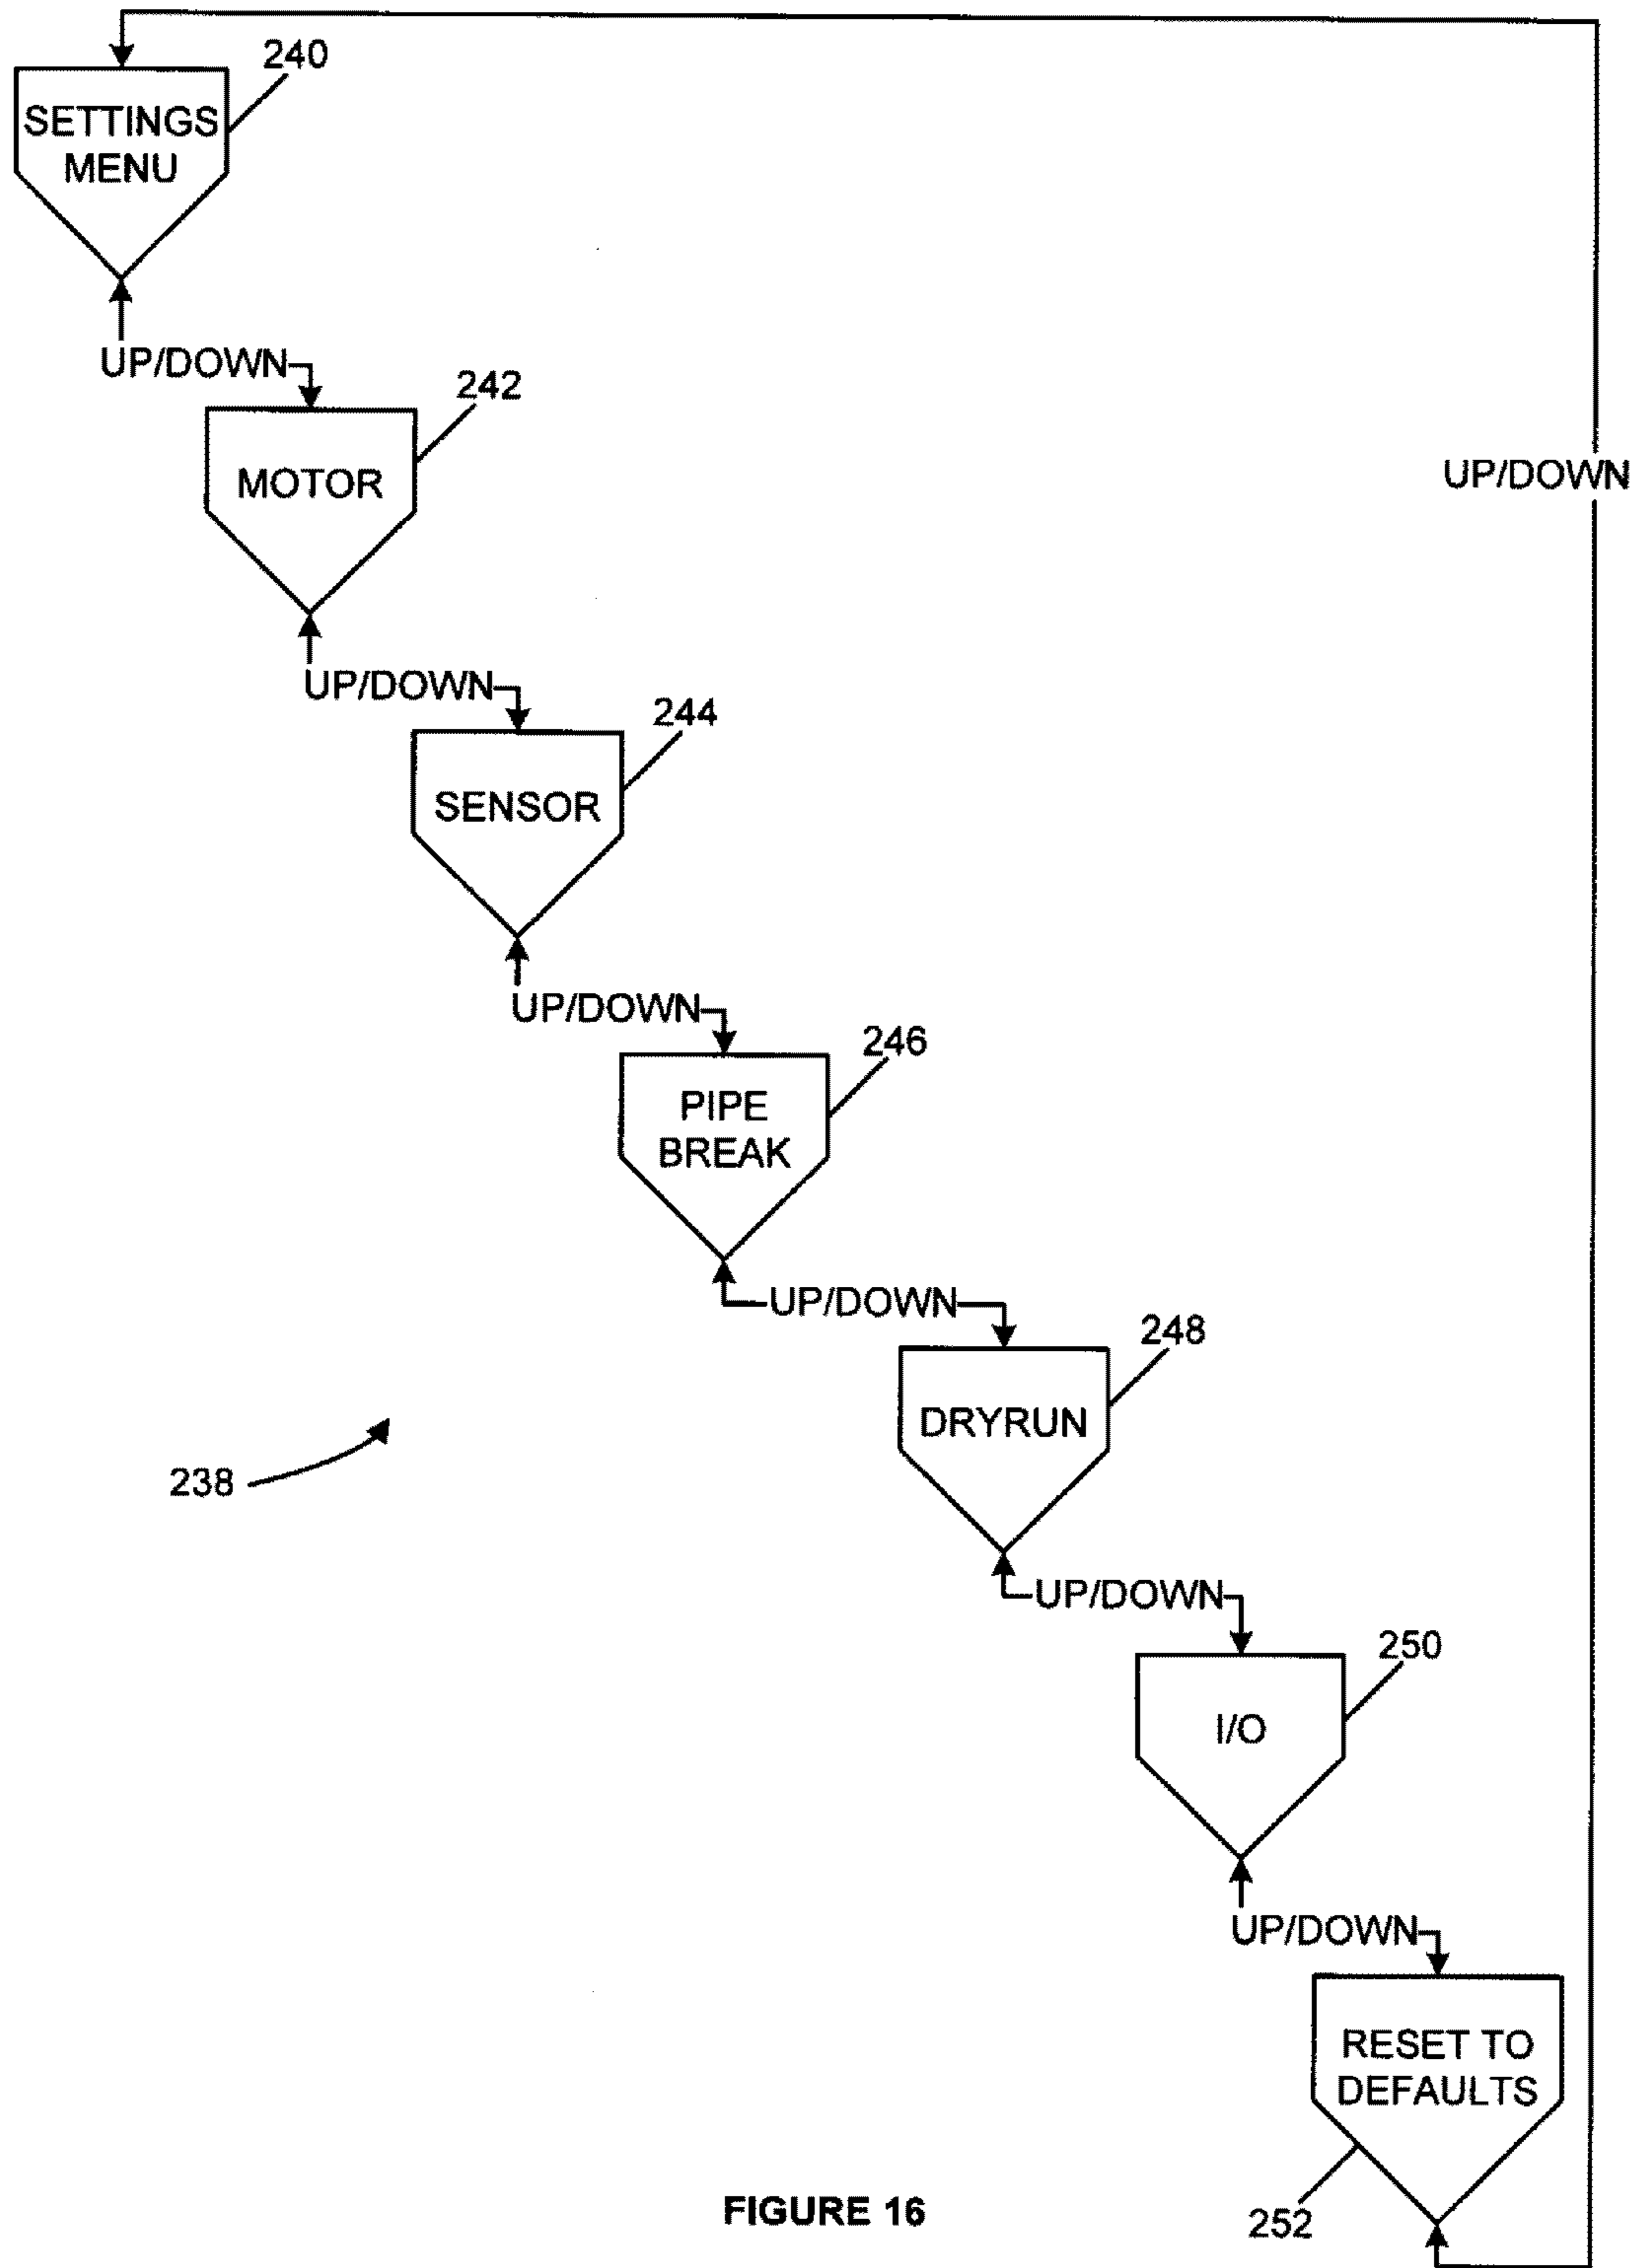 240
SETTINGS
MENU
UP/DOWN
242
MOTOR
UP/DOWN
UP/DOWN
244
SENSOR
UP/DOWN
246
PIPE
BREAK
UP/DOWN
248
DRYRUN
238
UP/DOWN
250
I/O
UP/DOWN
RESET TO
DEFAULTS
252
FIGURE 16